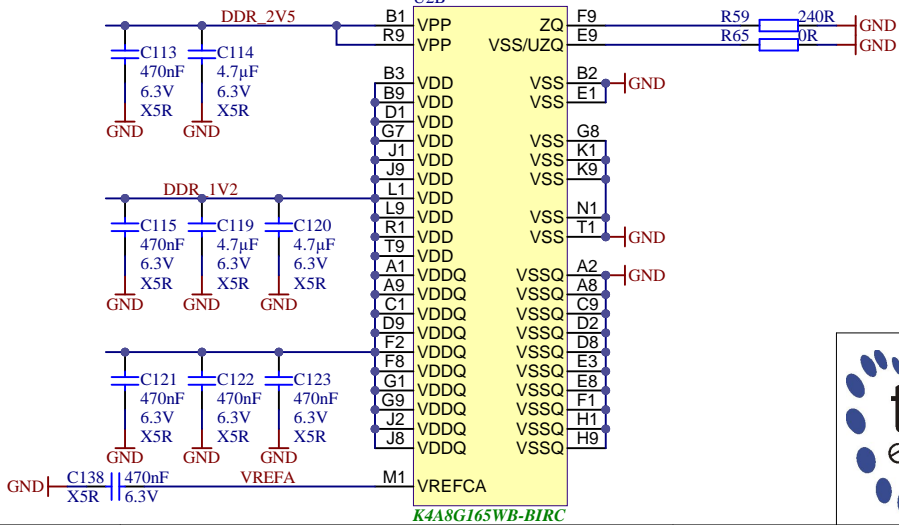 U2B
DDR_2V5 B1 VPP ZQ F9 R59 240R GND
R9 VPP VSS/UZQ E9 R65 0R GND
C113 C114
470nF 4.7µF
6.3V 6.3V
X5R X5R
GND GND
B3 VDD VSS B2 GND
B9 VDD VSS E1
D1 VDD
G7 VDD VSS G8
J1 VDD VSS K1
J9 VDD VSS K9
DDR_1V2 L1 VDD
L9 VDD VSS N1
R1 VDD VSS T1 GND
T9 VDD
C115 C119 C120
470nF 4.7µF 4.7µF
6.3V 6.3V 6.3V
X5R X5R X5R
GND GND GND
A1 VDDQ VSSQ A2 GND
A9 VDDQ VSSQ A8
C1 VDDQ VSSQ C9
D9 VDDQ VSSQ D2
F2 VDDQ VSSQ D8
F8 VDDQ VSSQ E3
G1 VDDQ VSSQ E8
G9 VDDQ VSSQ F1
J2 VDDQ VSSQ H1
J8 VDDQ VSSQ H9
C121 C122 C123
470nF 470nF 470nF
6.3V 6.3V 6.3V
X5R X5R X5R
GND GND GND
GND C138 470nF VREFA M1 VREFCA
X5R 6.3V
K4A8G165WB-BIRC